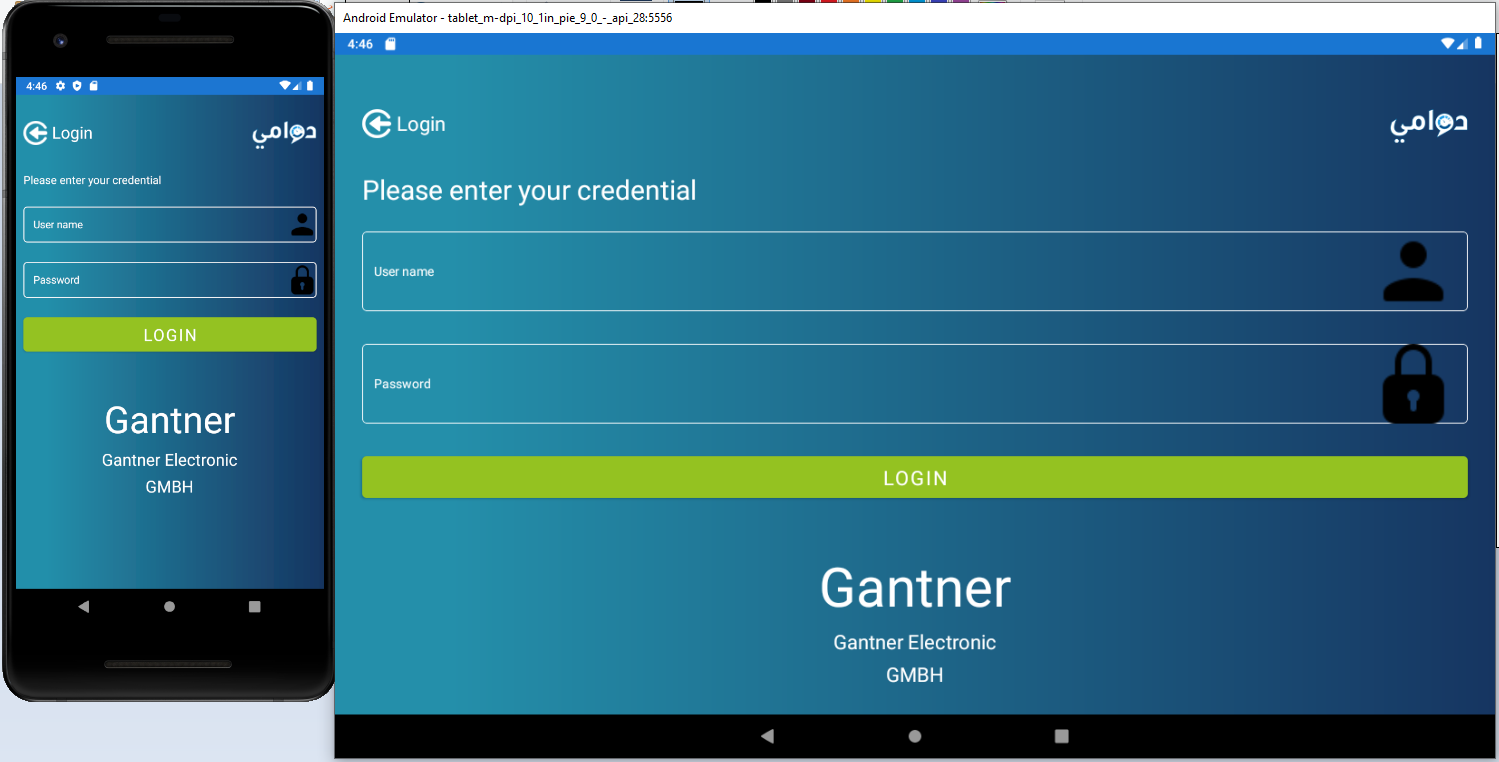 4:46
Login
دوامي
Please enter your credential
User name
Password
LOGIN
Gantner
Gantner Electronic
GMBH
Android Emulator - tablet_m-dpi_10_1in_pie_9_0_-_api_28:5556
4:46
Login
دوامي
Please enter your credential
User name
Password
LOGIN
Gantner
Gantner Electronic
GMBH